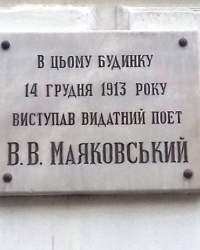 В ЦЬОМУ БУДИНКУ
14 ГРУДНЯ 1913 РОКУ
ВИСТУПАВ ВИДАТНИЙ ПОЕТ
В. В. МАЯКОВСЬКИЙ